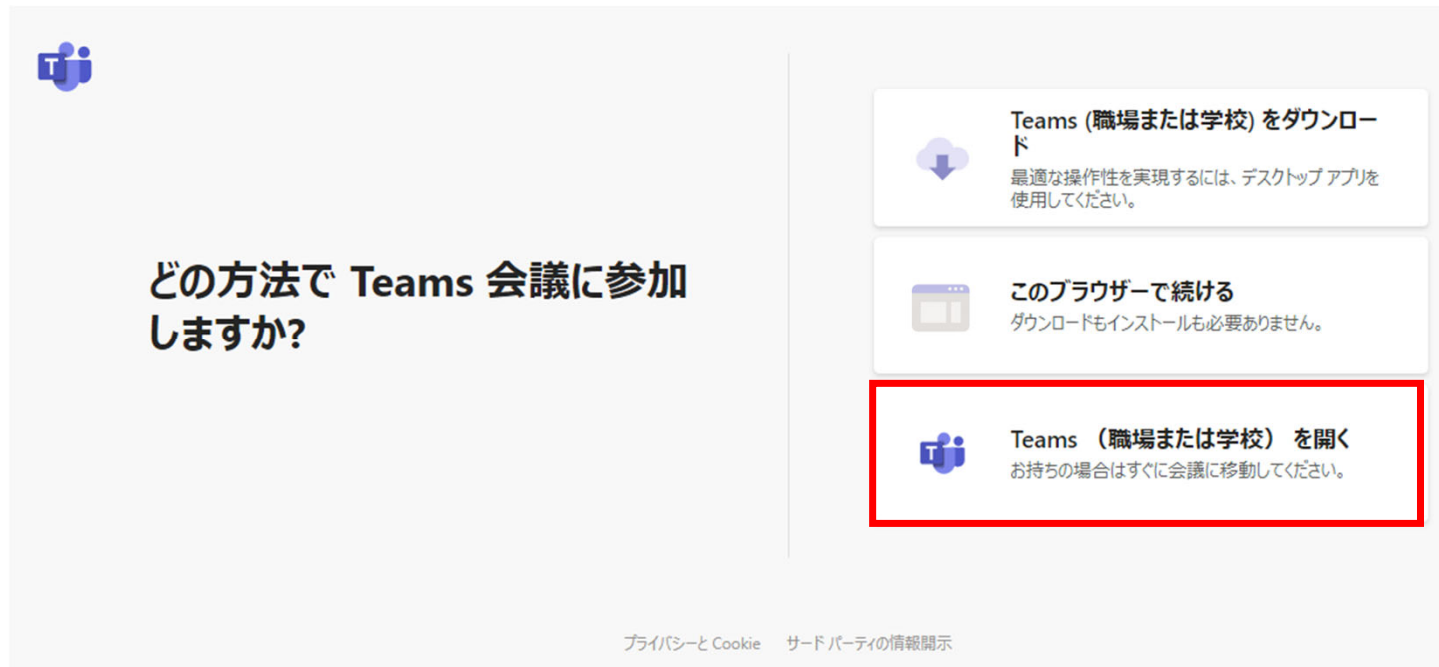 どの方法で Teams 会議に参加
しますか?
Teams (職場または学校) をダウンロー
ド
最適な操作性を実現するには、デスクトップ アプリを
使用してください。
このブラウザーで続ける
ダウンロードもインストールも必要ありません。
Teams （職場または学校） を開く
お持ちの場合はすぐに会議に移動してください。
プライバシーと Cookie サード パーティの情報開示